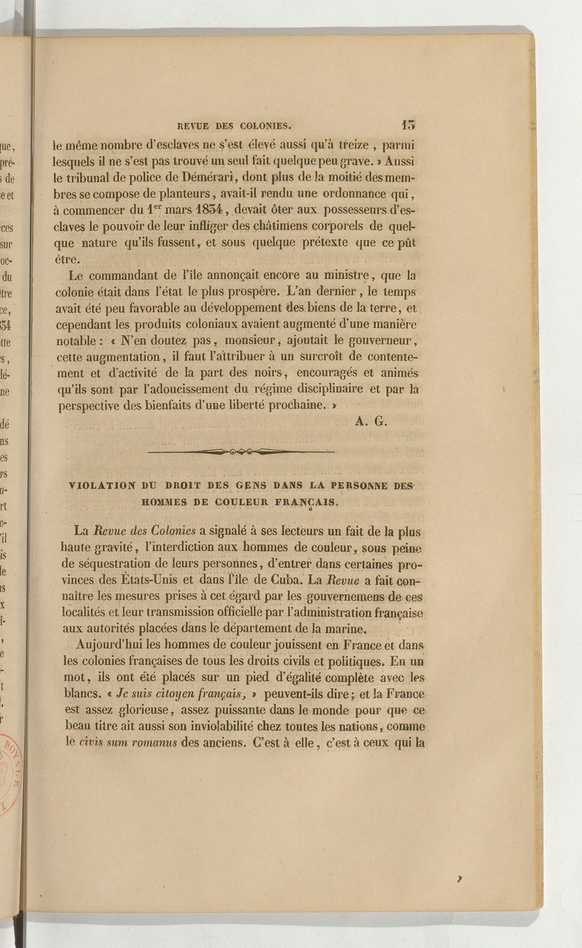 REVUE DES COLONIES. 13
le même nombre d'esclaves ne s'est élevé aussi qu'à treize, parmi
lesquels il ne s'est pas trouvé un seul fait quelque peu grave. » Aussi
le tribunal de police de Démérari, dont plus de la moitié des mem-
bres se compose de planteurs, avait-il rendu une ordonnance qui,
à commencer du 1er mars 1834, devait ôter aux possesseurs d'es-
claves le pouvoir de leur infliger des châtimens corporels de quel-
que nature qu'ils fussent, et sous quelque prétexte que ce pût
être.
Le commandant de l'île annonçait encore au ministre, que la
colonie était dans l'état le plus prospère. L'an dernier, le temps
avait été peu favorable au développement des biens de la terre, et
cependant les produits coloniaux avaient augmenté d'une manière
notable : « N'en doutez pas, monsieur, ajoutait le gouverneur,
cette augmentation, il faut l'attribuer à un surcroît de contente-
ment et d'activité de la part des noirs, encouragés et animés
qu'ils sont par l'adoucissement du régime disciplinaire et par la
perspective des bienfaits d'une liberté prochaine. »
A. G.
VIOLATION DU DROIT DES GENS DANS LA PERSONNE DES
HOMMES DE COULEUR FRANÇAIS.
La Revue des Colonies a signalé à ses lecteurs un fait de la plus
haute gravité, l'interdiction aux hommes de couleur, sous peine
de séquestration de leurs personnes, d'entrer dans certaines pro-
vinces des États-Unis et dans l'île de Cuba. La Revue a fait con-
naître les mesures prises à cet égard par les gouvernemens de ces
localités et leur transmission officielle par l'administration française
aux autorités placées dans le département de la marine.
Aujourd'hui les hommes de couleur jouissent en France et dans
les colonies françaises de tous les droits civils et politiques. En un
mot, ils ont été placés sur un pied d'égalité complète avec les
blancs. « Je suis citoyen français, » peuvent-ils dire ; et la France
est assez glorieuse, assez puissante dans le monde pour que ce
beau titre ait aussi son inviolabilité chez toutes les nations, comme
le civis sum romanus des anciens. C'est à elle, c'est à ceux qui la